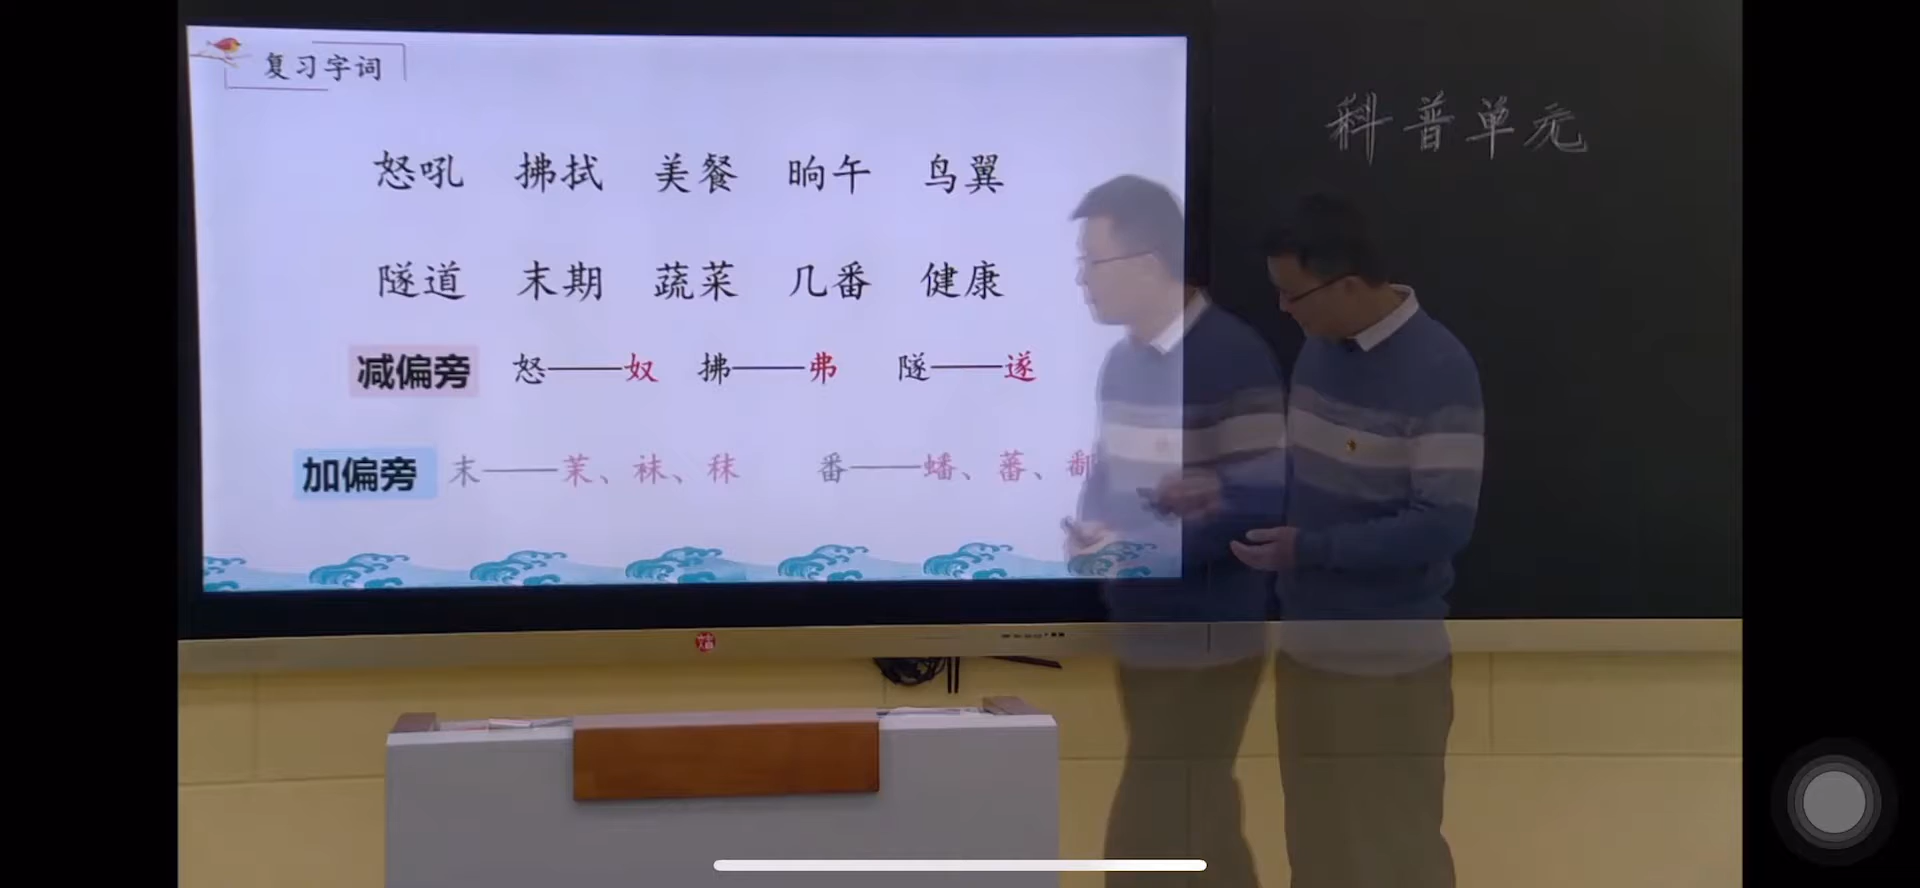 复习字词
科普单元
怒吼 拂拭 美餐 晌午 鸟翼
隧道 末期 蔬菜 几番 健康
减偏旁 怒——奴 拂——弗 隧——遂
加偏旁 末——茉、袜、秣 番——蟠、蕃、鄱